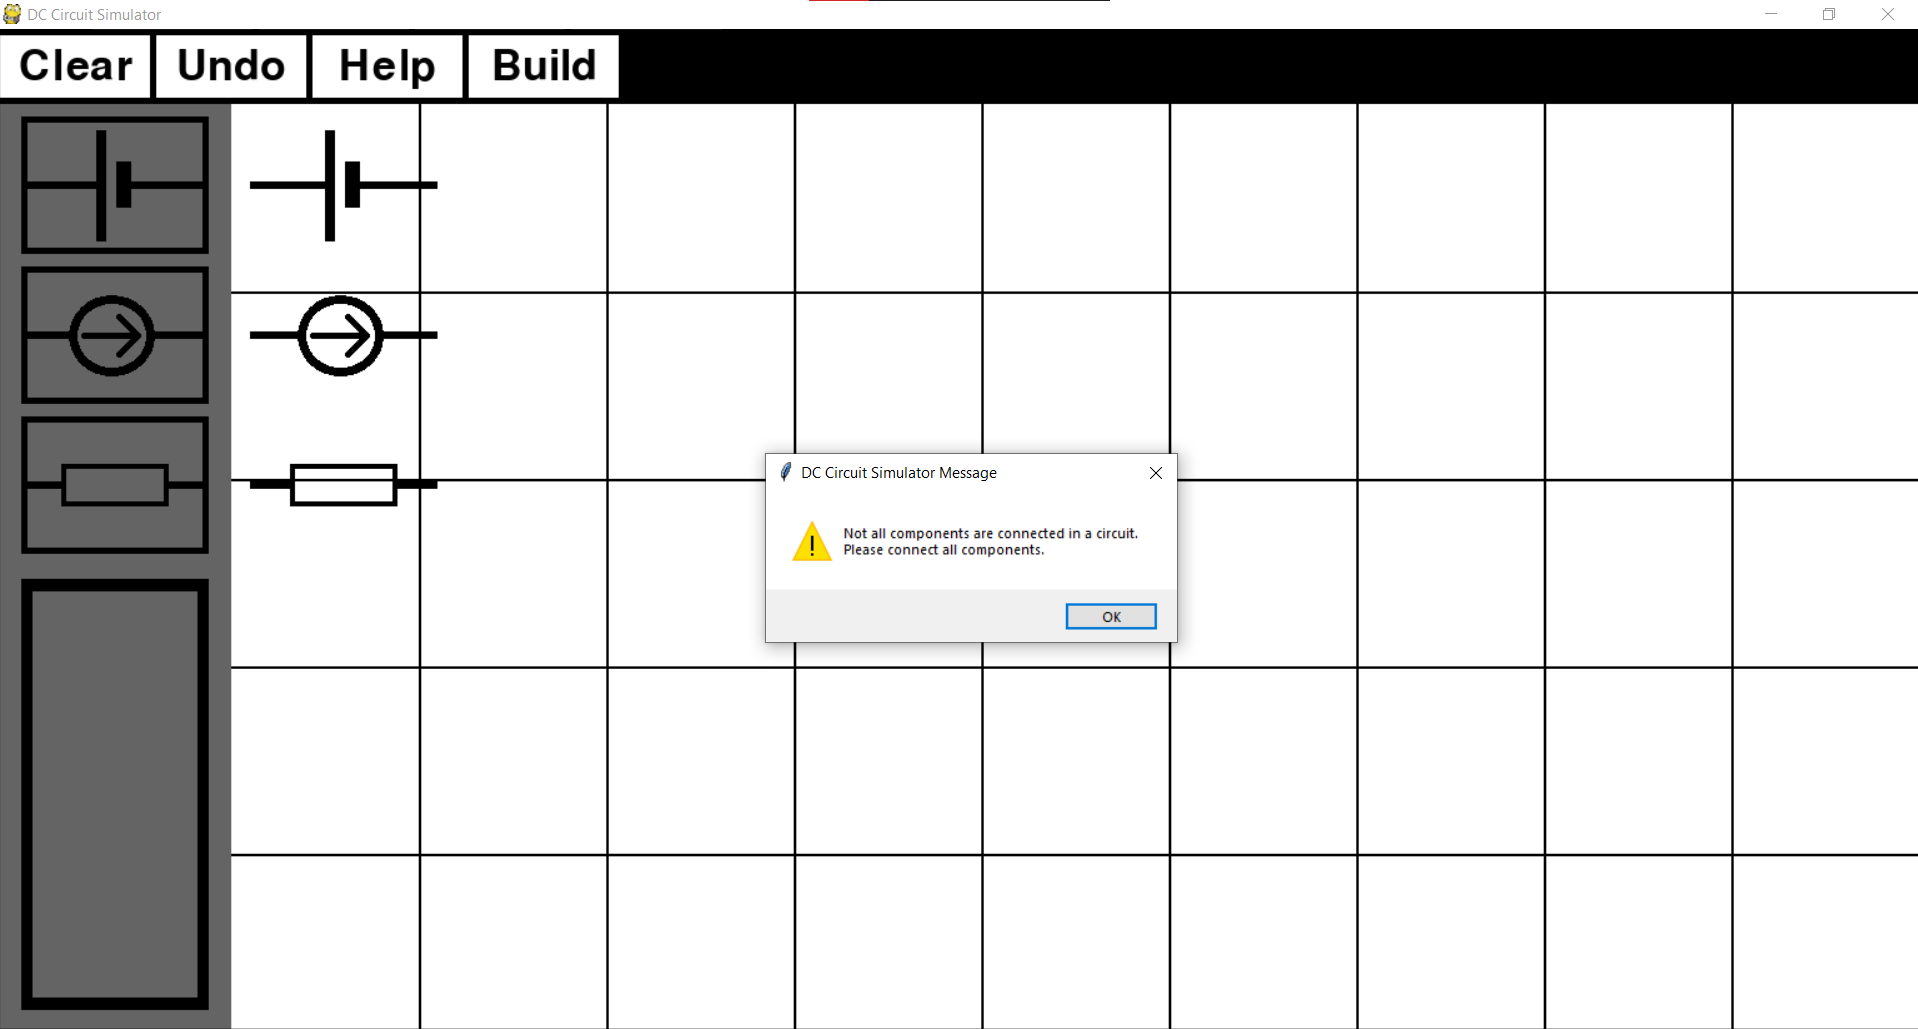 DC Circuit Simulator
Clear Undo Help Build
DC Circuit Simulator Message
Not all components are connected in a circuit.
Please connect all components.
OK